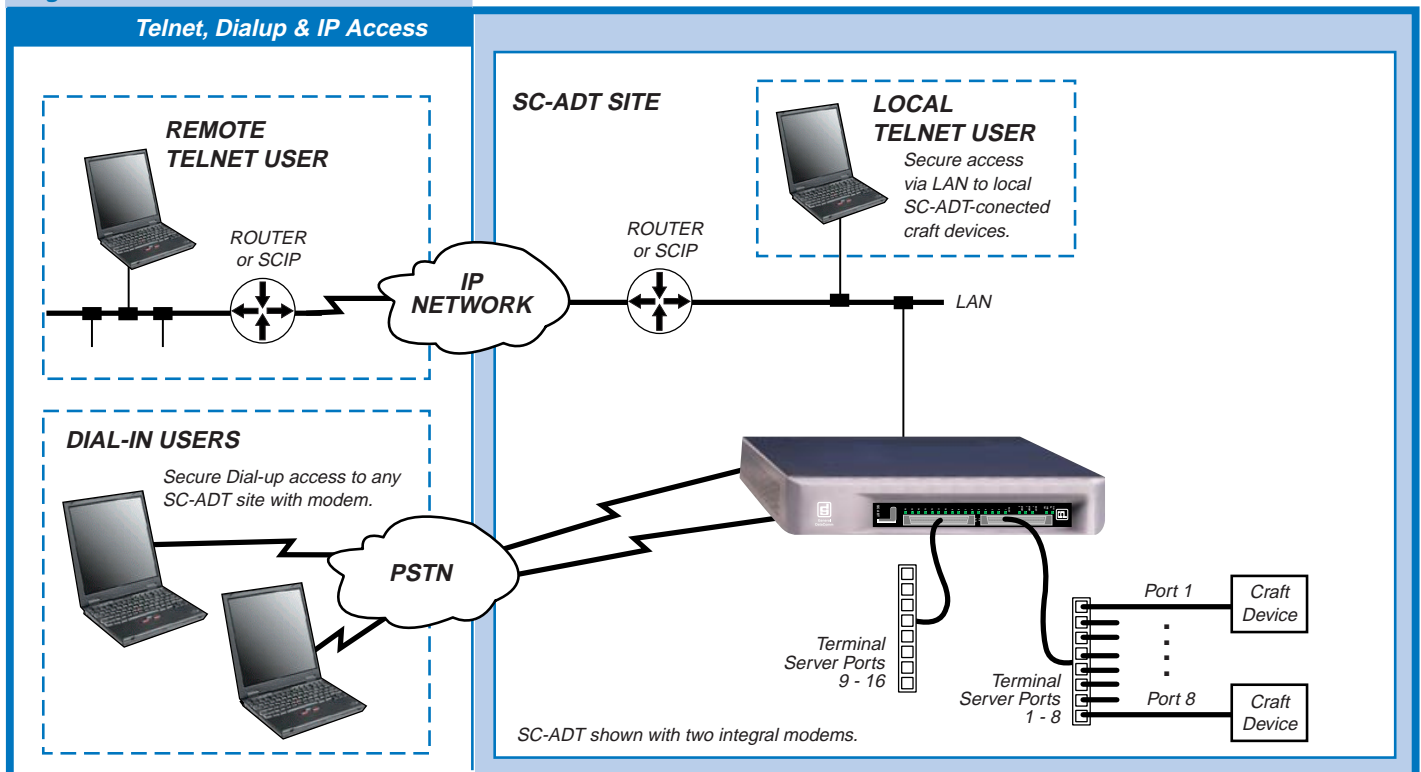 Telnet, Dialup & IP Access
REMOTE
TELNET USER
ROUTER
or SCIP
IP
NETWORK
SC-ADT SITE
ROUTER
or SCIP
LOCAL
TELNET USER
Secure access
via LAN to local
SC-ADT-conected
craft devices.
LAN
DIAL-IN USERS
Secure Dial-up access to any
SC-ADT site with modem.
PSTN
Terminal
Server Ports
9 - 16
Terminal
Server Ports
1 - 8
Port 1
Craft
Device
Port 8
Craft
Device
SC-ADT shown with two integral modems.